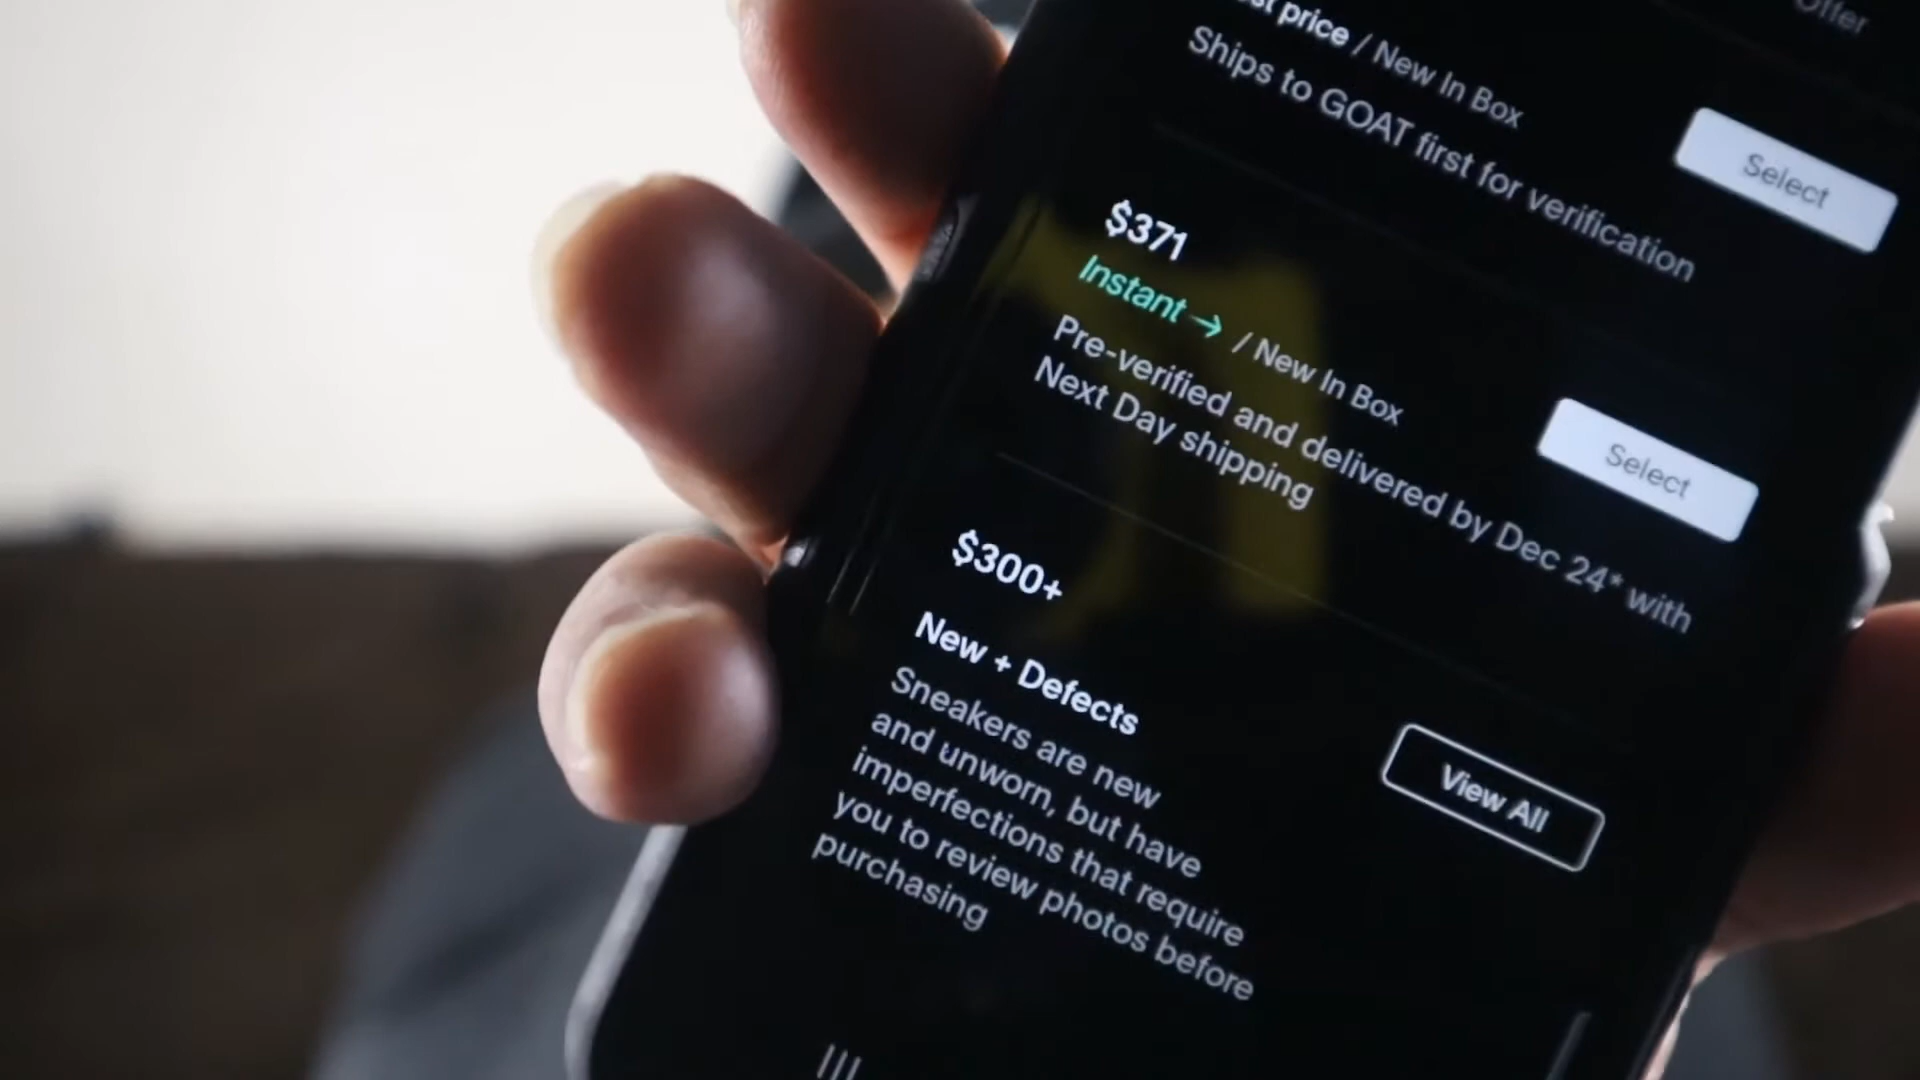 Offer
price / New In Box
Ships to GOAT first for verification
Select
$371
Instant → / New In Box
Pre-verified and delivered by Dec 24* with
Next Day shipping
Select
$300+
New + Defects
Sneakers are new
and unworn, but have
imperfections that require
you to review photos before
purchasing
View All